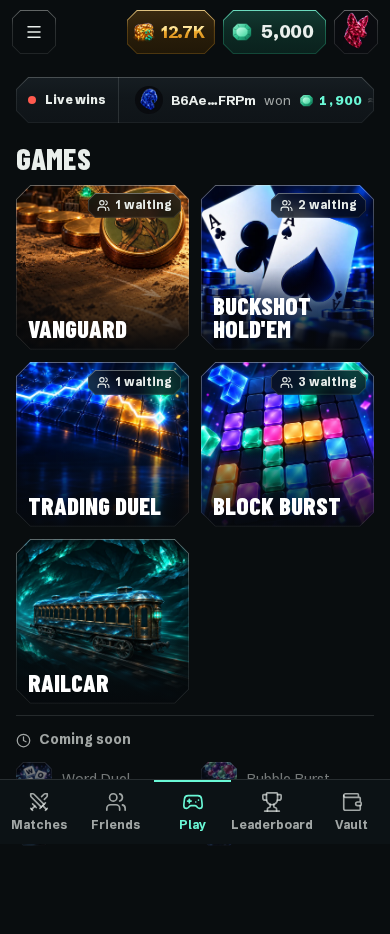 12.7K
5,000
Live wins
B6Ae...FRPm won 1,900
GAMES
1 waiting
VANGUARD
2 waiting
A
A
BUCKSHOT
HOLD'EM
1 waiting
TRADING DUEL
3 waiting
BLOCK BURST
RAILCAR
Coming soon
Word Duel
Bubble Burst
Matches
Friends
Play
Leaderboard
Vault